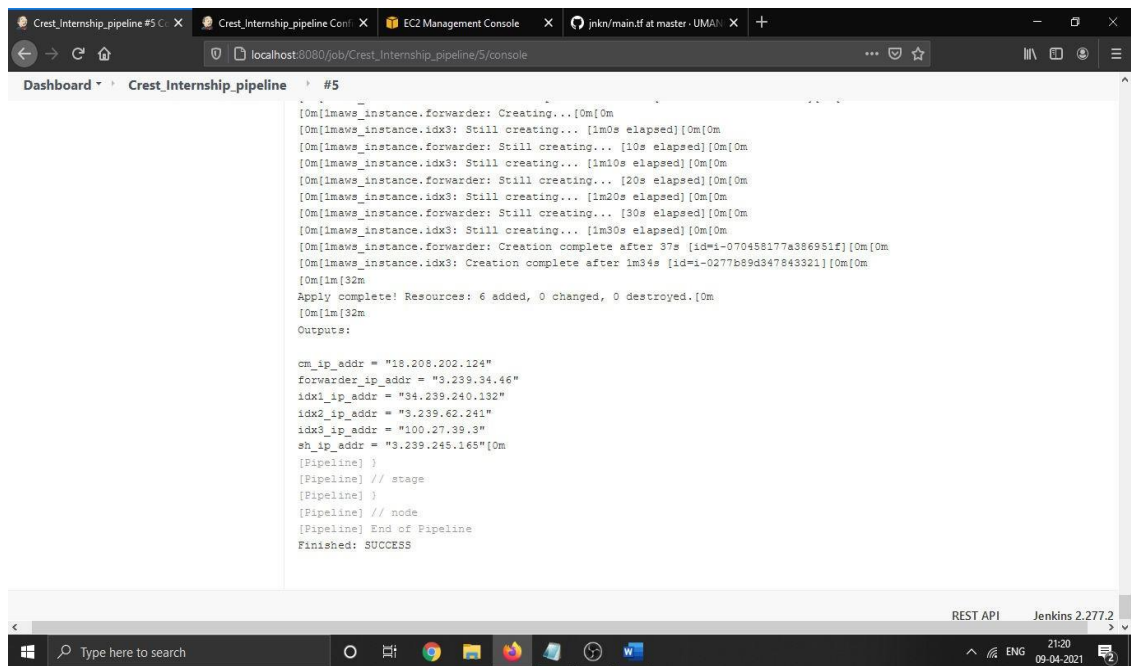 Crest_Internship_pipeline #5 Co
Crest_Internship_pipeline Confi
EC2 Management Console
jnkn/main.tf at master · UMAN
localhost:8080/job/Crest_Internship_pipeline/5/console
Dashboard
Crest_Internship_pipeline
#5
[0m[1maws_instance.forwarder: Creating...[0m[0m
[0m[1maws_instance.idx3: Still creating... [1m0s elapsed][0m[0m
[0m[1maws_instance.forwarder: Still creating... [10s elapsed][0m[0m
[0m[1maws_instance.idx3: Still creating... [1m10s elapsed][0m[0m
[0m[1maws_instance.forwarder: Still creating... [20s elapsed][0m[0m
[0m[1maws_instance.idx3: Still creating... [1m20s elapsed][0m[0m
[0m[1maws_instance.forwarder: Still creating... [30s elapsed][0m[0m
[0m[1maws_instance.idx3: Still creating... [1m30s elapsed][0m[0m
[0m[1maws_instance.forwarder: Creation complete after 37s [id=i-070458177a386951f][0m[0m
[0m[1maws_instance.idx3: Creation complete after 1m34s [id=i-0277b89d347843321][0m[0m
[0m[1m[32m
Apply complete! Resources: 6 added, 0 changed, 0 destroyed.[0m
[0m[1m[32m
Outputs:
cm_ip_addr = "18.208.202.124"
forwarder_ip_addr = "3.239.34.46"
idx1_ip_addr = "34.239.240.132"
idx2_ip_addr = "3.239.62.241"
idx3_ip_addr = "100.27.39.3"
sh_ip_addr = "3.239.245.165"[0m
[Pipeline] }
[Pipeline] // stage
[Pipeline] }
[Pipeline] // node
[Pipeline] End of Pipeline
Finished: SUCCESS
REST API
Jenkins 2.277.2
Type here to search
ENG
21:20
09-04-2021
2